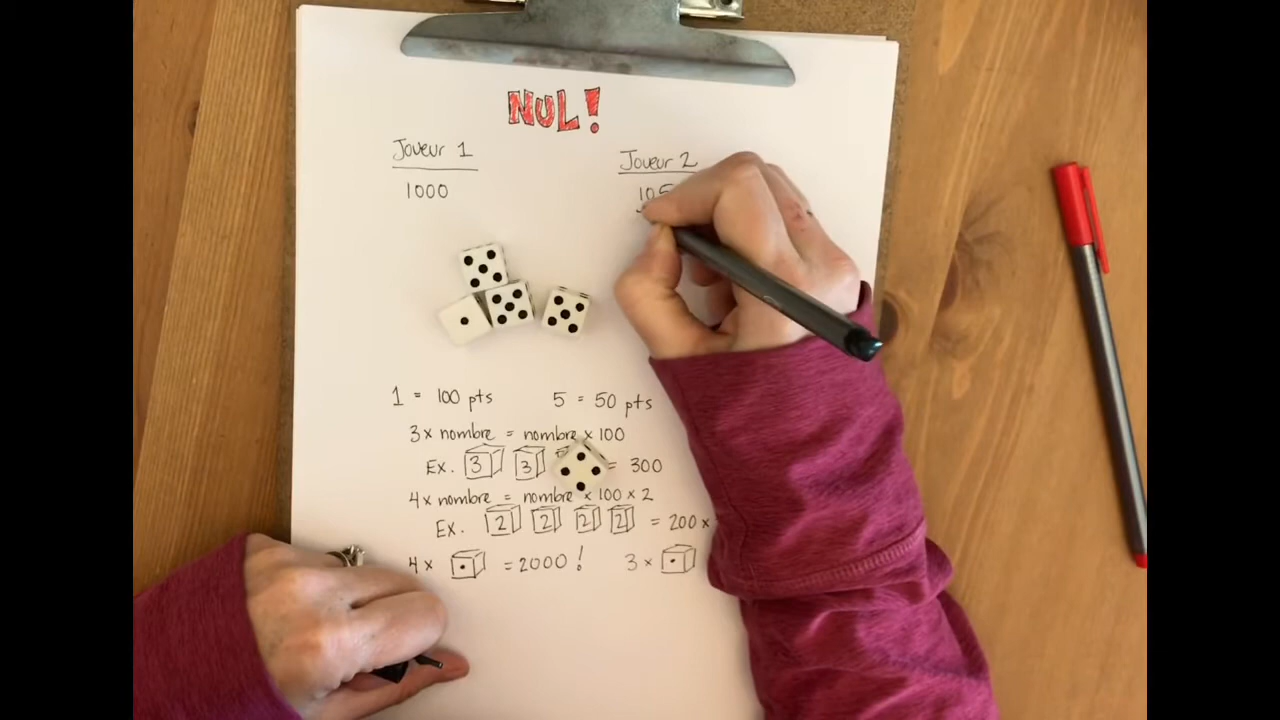 NUL!
Joueur 1
Joueur 2
1000
1 = 100 pts
5 = 50 pts
3 x nombre = nombre x 100
Ex. 3 3 = 300
4 x nombre = nombre x 100 x 2
Ex. 2 2 2 2 = 200 x
4 x = 2000!
3 x